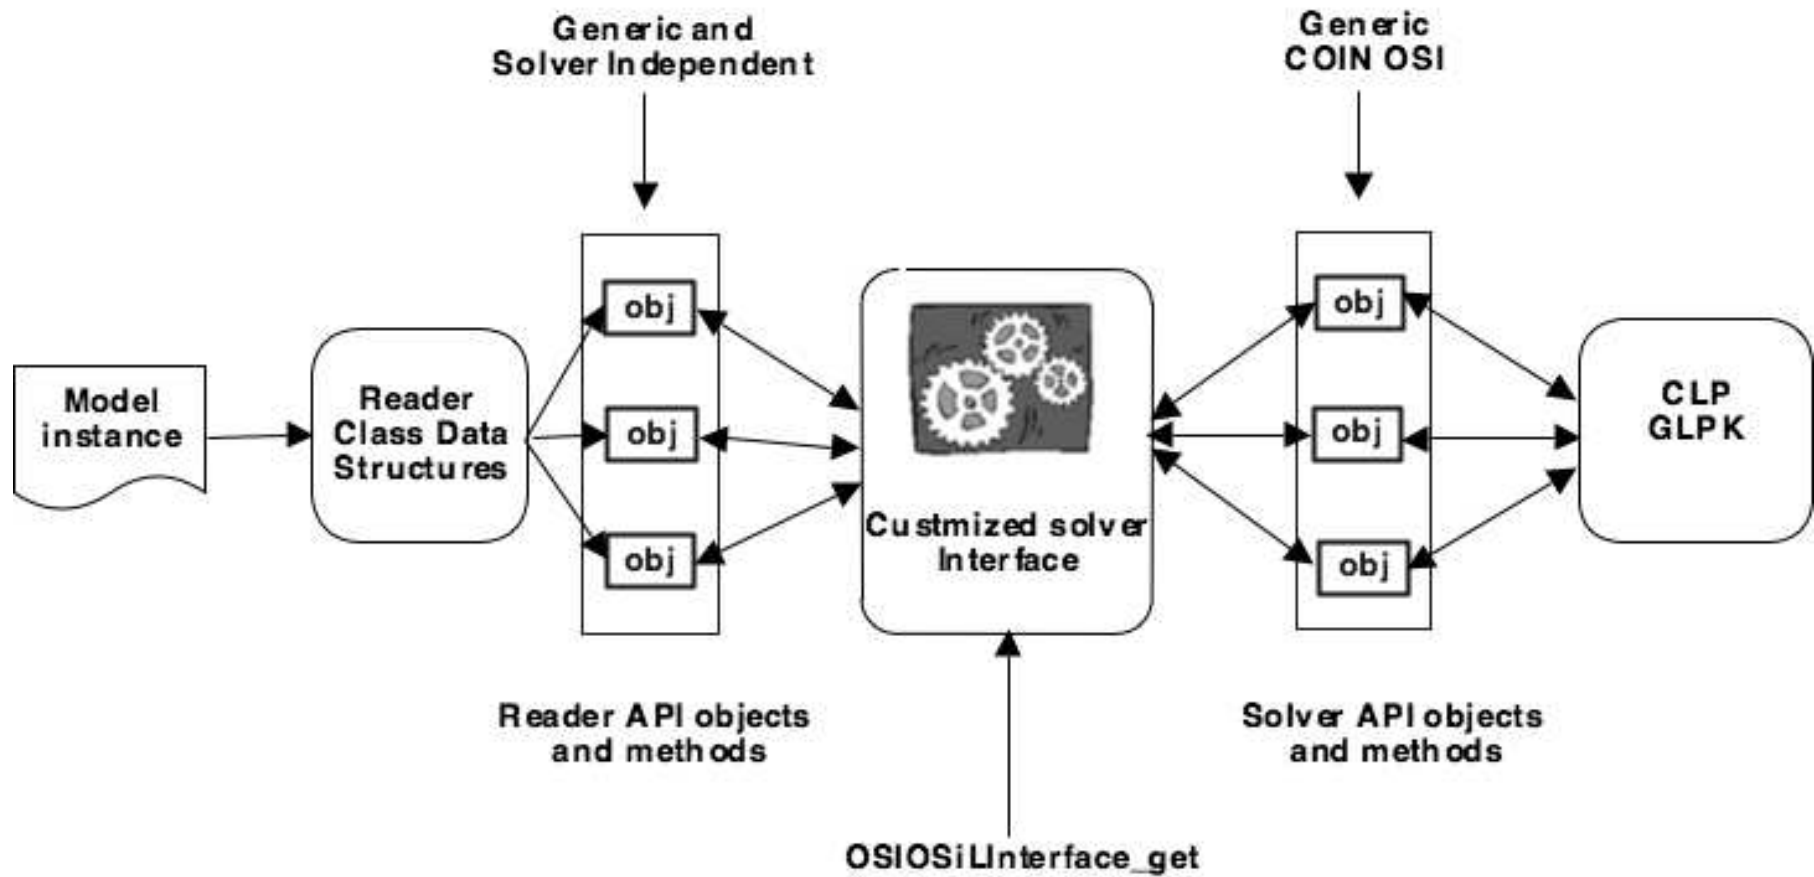 Generic and
Solver Independent
Generic
COIN OSI
Model
instance
Reader
Class Data
Structures
obj
obj
obj
Custmized solver
Interface
obj
obj
obj
CLP
GLPK
Reader API objects
and methods
Solver API objects
and methods
OSIOSiLInterface_get